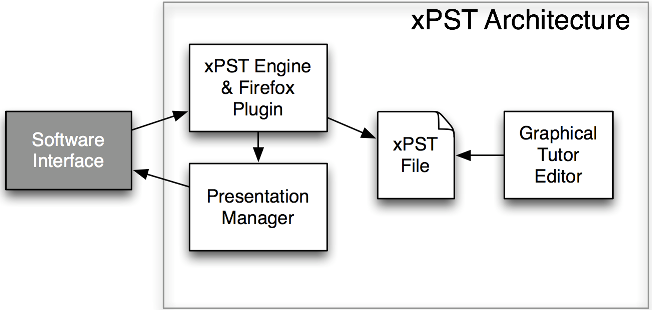 xPST Architecture
xPST Engine
& Firefox
Plugin
Software
Interface
xPST
File
Graphical
Tutor
Editor
Presentation
Manager